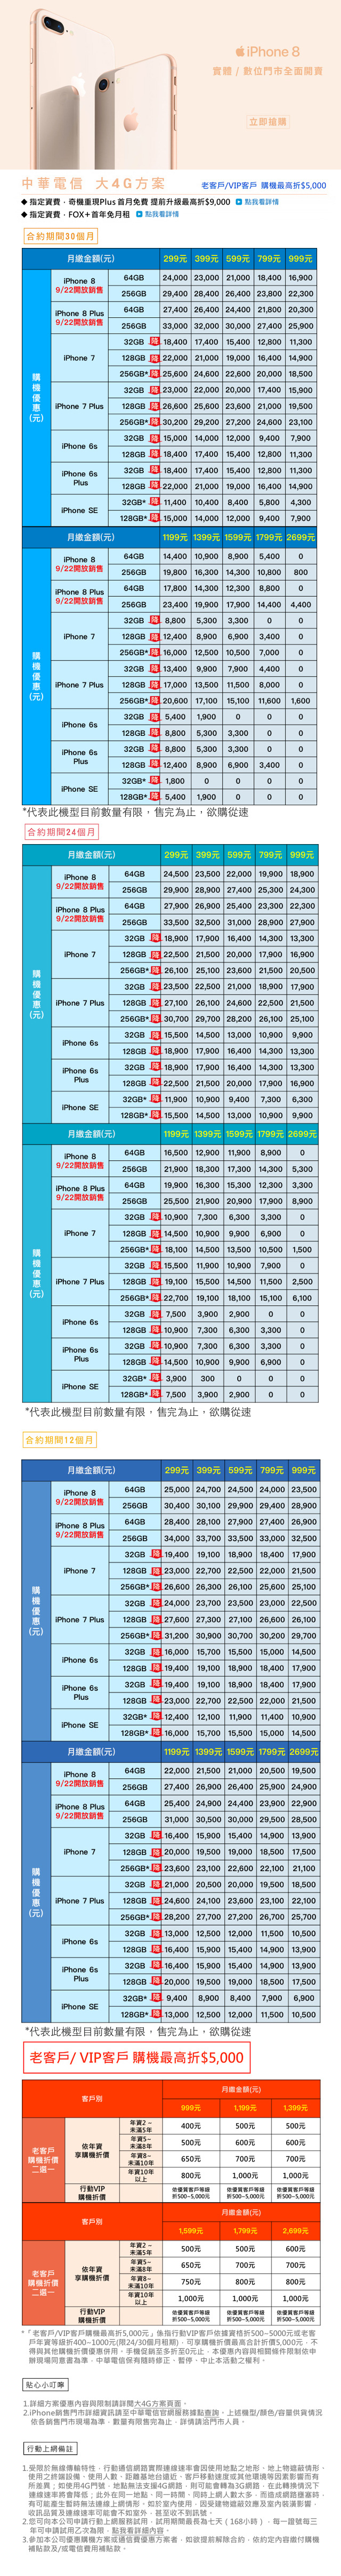 iPhone 8
實體 / 數位門市全面開賣
立即搶購
中華電信 大4G方案
老客戶/VIP客戶 購機最高折$5,000
◆ 指定資費，奇機重現Plus 首月免費 提前升級最高折$9,000 點我看詳情
◆ 指定資費，FOX＋首年免月租 點我看詳情
合約期間30個月
月繳金額(元) 299元 399元 599元 799元 999元
購機優惠(元)
iPhone 8 9/22開放銷售 64GB 24,000 23,000 21,000 18,400 16,900
256GB 29,400 28,400 26,400 23,800 22,300
iPhone 8 Plus 9/22開放銷售 64GB 27,400 26,400 24,400 21,800 20,300
256GB 33,000 32,000 30,000 27,400 25,900
iPhone 7 32GB 降 18,400 17,400 15,400 12,800 11,300
128GB 降 22,000 21,000 19,000 16,400 14,900
256GB* 降 25,600 24,600 22,600 20,000 18,500
iPhone 7 Plus 32GB 降 23,000 22,000 20,000 17,400 15,900
128GB 降 26,600 25,600 23,600 21,000 19,500
256GB* 降 30,200 29,200 27,200 24,600 23,100
iPhone 6s 32GB 降 15,000 14,000 12,000 9,400 7,900
128GB 降 18,400 17,400 15,400 12,800 11,300
iPhone 6s Plus 32GB 降 18,400 17,400 15,400 12,800 11,300
128GB 降 22,000 21,000 19,000 16,400 14,900
iPhone SE 32GB* 降 11,400 10,400 8,400 5,800 4,300
128GB* 降 15,000 14,000 12,000 9,400 7,900
月繳金額(元) 1199元 1399元 1599元 1799元 2699元
購機優惠(元)
iPhone 8 9/22開放銷售 64GB 14,400 10,900 8,900 5,400 0
256GB 19,800 16,300 14,300 10,800 800
iPhone 8 Plus 9/22開放銷售 64GB 17,800 14,300 12,300 8,800 0
256GB 23,400 19,900 17,900 14,400 4,400
iPhone 7 32GB 降 8,800 5,300 3,300 0 0
128GB 降 12,400 8,900 6,900 3,400 0
256GB* 降 16,000 12,500 10,500 7,000 0
iPhone 7 Plus 32GB 降 13,400 9,900 7,900 4,400 0
128GB 降 17,000 13,500 11,500 8,000 0
256GB* 降 20,600 17,100 15,100 11,600 1,600
iPhone 6s 32GB 降 5,400 1,900 0 0 0
128GB 降 8,800 5,300 3,300 0 0
iPhone 6s Plus 32GB 降 8,800 5,300 3,300 0 0
128GB 降 12,400 8,900 6,900 3,400 0
iPhone SE 32GB* 降 1,800 0 0 0 0
128GB* 降 5,400 1,900 0 0 0
*代表此機型目前數量有限，售完為止，欲購從速
合約期間24個月
月繳金額(元) 299元 399元 599元 799元 999元
購機優惠(元)
iPhone 8 9/22開放銷售 64GB 24,500 23,500 22,000 19,900 18,900
256GB 29,900 28,900 27,400 25,300 24,300
iPhone 8 Plus 9/22開放銷售 64GB 27,900 26,900 25,400 23,300 22,300
256GB 33,500 32,500 31,000 28,900 27,900
iPhone 7 32GB 降 18,900 17,900 16,400 14,300 13,300
128GB 降 22,500 21,500 20,000 17,900 16,900
256GB* 降 26,100 25,100 23,600 21,500 20,500
iPhone 7 Plus 32GB 降 23,500 22,500 21,000 18,900 17,900
128GB 降 27,100 26,100 24,600 22,500 21,500
256GB* 降 30,700 29,700 28,200 26,100 25,100
iPhone 6s 32GB 降 15,500 14,500 13,000 10,900 9,900
128GB 降 18,900 17,900 16,400 14,300 13,300
iPhone 6s Plus 32GB 降 18,900 17,900 16,400 14,300 13,300
128GB 降 22,500 21,500 20,000 17,900 16,900
iPhone SE 32GB* 降 11,900 10,900 9,400 7,300 6,300
128GB* 降 15,500 14,500 13,000 10,900 9,900
月繳金額(元) 1199元 1399元 1599元 1799元 2699元
購機優惠(元)
iPhone 8 9/22開放銷售 64GB 16,500 12,900 11,900 8,900 0
256GB 21,900 18,300 17,300 14,300 5,300
iPhone 8 Plus 9/22開放銷售 64GB 19,900 16,300 15,300 12,300 3,300
256GB 25,500 21,900 20,900 17,900 8,900
iPhone 7 32GB 降 10,900 7,300 6,300 3,300 0
128GB 降 14,500 10,900 9,900 6,900 0
256GB* 降 18,100 14,500 13,500 10,500 1,500
iPhone 7 Plus 32GB 降 15,500 11,900 10,900 7,900 0
128GB 降 19,100 15,500 14,500 11,500 2,500
256GB* 降 22,700 19,100 18,100 15,100 6,100
iPhone 6s 32GB 降 7,500 3,900 2,900 0 0
128GB 降 10,900 7,300 6,300 3,300 0
iPhone 6s Plus 32GB 降 10,900 7,300 6,300 3,300 0
128GB 降 14,500 10,900 9,900 6,900 0
iPhone SE 32GB* 降 3,900 300 0 0 0
128GB* 降 7,500 3,900 2,900 0 0
*代表此機型目前數量有限，售完為止，欲購從速
合約期間12個月
月繳金額(元) 299元 399元 599元 799元 999元
購機優惠(元)
iPhone 8 9/22開放銷售 64GB 25,000 24,700 24,500 24,000 23,500
256GB 30,400 30,100 29,900 29,400 28,900
iPhone 8 Plus 9/22開放銷售 64GB 28,400 28,100 27,900 27,400 26,900
256GB 34,000 33,700 33,500 33,000 32,500
iPhone 7 32GB 降 19,400 19,100 18,900 18,400 17,900
128GB 降 23,000 22,700 22,500 22,000 21,500
256GB* 降 26,600 26,300 26,100 25,600 25,100
iPhone 7 Plus 32GB 降 24,000 23,700 23,500 23,000 22,500
128GB 降 27,600 27,300 27,100 26,600 26,100
256GB* 降 31,200 30,900 30,700 30,200 29,700
iPhone 6s 32GB 降 16,000 15,700 15,500 15,000 14,500
128GB 降 19,400 19,100 18,900 18,400 17,900
iPhone 6s Plus 32GB 降 19,400 19,100 18,900 18,400 17,900
128GB 降 23,000 22,700 22,500 22,000 21,500
iPhone SE 32GB* 降 12,400 12,100 11,900 11,400 10,900
128GB* 降 16,000 15,700 15,500 15,000 14,500
月繳金額(元) 1199元 1399元 1599元 1799元 2699元
購機優惠(元)
iPhone 8 9/22開放銷售 64GB 22,000 21,500 21,000 20,500 19,500
256GB 27,400 26,900 26,400 25,900 24,900
iPhone 8 Plus 9/22開放銷售 64GB 25,400 24,900 24,400 23,900 22,900
256GB 31,000 30,500 30,000 29,500 28,500
iPhone 7 32GB 降 16,400 15,900 15,400 14,900 13,900
128GB 降 20,000 19,500 19,000 18,500 17,500
256GB* 降 23,600 23,100 22,600 22,100 21,100
iPhone 7 Plus 32GB 降 21,000 20,500 20,000 19,500 18,500
128GB 降 24,600 24,100 23,600 23,100 22,100
256GB* 降 28,200 27,700 27,200 26,700 25,700
iPhone 6s 32GB 降 13,000 12,500 12,000 11,500 10,500
128GB 降 16,400 15,900 15,400 14,900 13,900
iPhone 6s Plus 32GB 降 16,400 15,900 15,400 14,900 13,900
128GB 降 20,000 19,500 19,000 18,500 17,500
iPhone SE 32GB* 降 9,400 8,900 8,400 7,900 6,900
128GB* 降 13,000 12,500 12,000 11,500 10,500
*代表此機型目前數量有限，售完為止，欲購從速
老客戶/ VIP客戶 購機最高折$5,000
客戶別 月繳金額(元)
999元 1,199元 1,399元
老客戶購機折價二選一 依年資享購機折價
年資2～未滿5年 400元 500元 500元
年資5～未滿8年 500元 600元 600元
年資8～未滿10年 650元 700元 700元
年資10年以上 800元 1,000元 1,000元
行動VIP購機折價 依優質客戶等級折500~5,000元 依優質客戶等級折500~5,000元 依優質客戶等級折500~5,000元
客戶別 月繳金額(元)
1,599元 1,799元 2,699元
老客戶購機折價二選一 依年資享購機折價
年資2～未滿5年 500元 500元 600元
年資5～未滿8年 650元 700元 700元
年資8～未滿10年 750元 800元 800元
年資10年以上 1,000元 1,000元 1,000元
行動VIP購機折價 依優質客戶等級折500~5,000元 依優質客戶等級折500~5,000元 依優質客戶等級折500~5,000元
*「老客戶/VIP客戶購機最高折5,000元」係指行動VIP客戶依據資格折500~5000元或老客
戶年資等級折400~1000元(限24/30個月租期)，可享購機折價最高合計折價5,000元，不
得與其他購機折價優惠併用。手機促銷至多折至0元止，本優惠內容與相關條件限制依申
辦現場同意書為準，中華電信保有隨時修正、暫停、中止本活動之權利。
貼心小叮嚀
1.詳細方案優惠內容與限制請詳閱大4G方案頁面。
2.iPhone銷售門市詳細資訊請至中華電信官網服務據點查詢。上述機型/顏色/容量供貨情況
依各銷售門市現場為準，數量有限售完為止，詳情請洽門市人員。
行動上網備註
1.受限於無線傳輸特性，行動通信網路實際連線速率會因使用地點之地形、地上物遮蔽情形、
使用之終端設備、使用人數、距離基地台遠近、客戶移動速度或其他環境等因素影響而有
所差異；如使用4G門號，地點無法支援4G網路，則可能會轉為3G網路，在此轉換情況下
連線速率將會降低；此外在同一地點、同一時間、同時上網人數太多，而造成網路壅塞時，
有可能產生暫時無法連線上網情形。如於室內使用，因受建物遮蔽效應及室內裝潢影響，
收訊品質及連線速率可能會不如室外，甚至收不到訊號。
2.您可向本公司申請行動上網服務試用，試用期間最長為七天（168小時），每一證號每三
年可申請試用乙次為限，點我看詳細內容。
3.參加本公司優惠購機方案或通信費優惠方案者，如欲提前解除合約，依約定內容繳付購機
補貼款及/或電信費用補貼款。